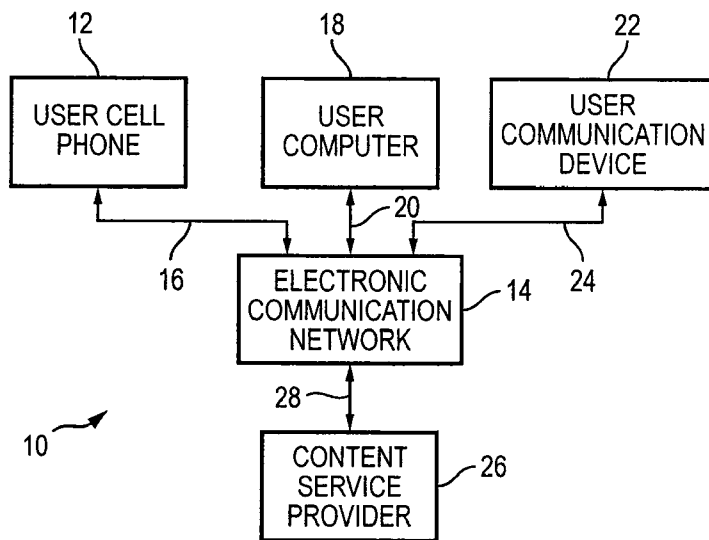 12
18
22
USER CELL
PHONE
USER
COMPUTER
USER
COMMUNICATION
DEVICE
16
20
24
ELECTRONIC
COMMUNICATION
NETWORK
14
28
10
CONTENT
SERVICE
PROVIDER
26